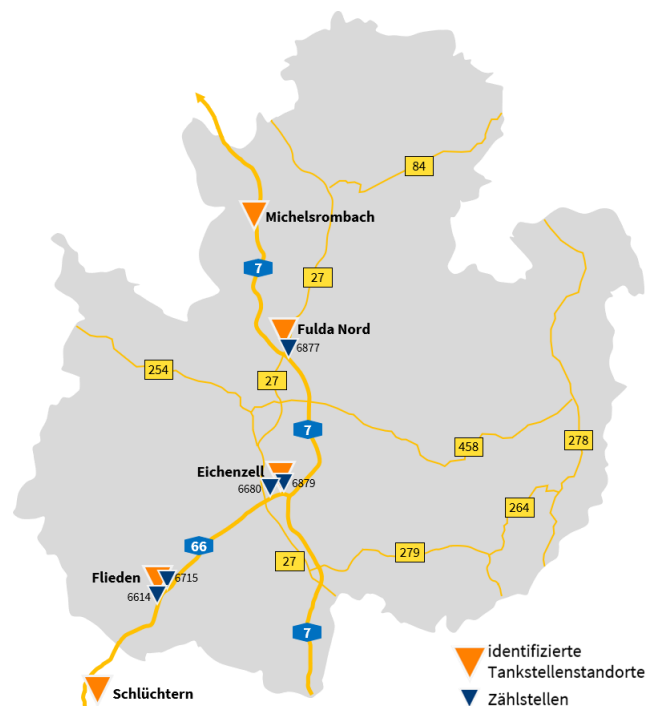 84
Michelsrombach
7
27
Fulda Nord
6877
254
27
7
278
458
Eichenzell
6680
6879
264
66
279
27
Flieden
6715
6614
7
identifizierte
Tankstellenstandorte
Schlüchtern
Zählstellen